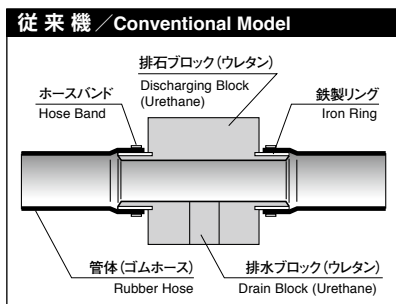 従来機／Conventional Model
排石ブロック（ウレタン）
Discharging Block
(Urethane)
ホースバンド
Hose Band
鉄製リング
Iron Ring
管体（ゴムホース）
Rubber Hose
排水ブロック（ウレタン）
Drain Block (Urethane)